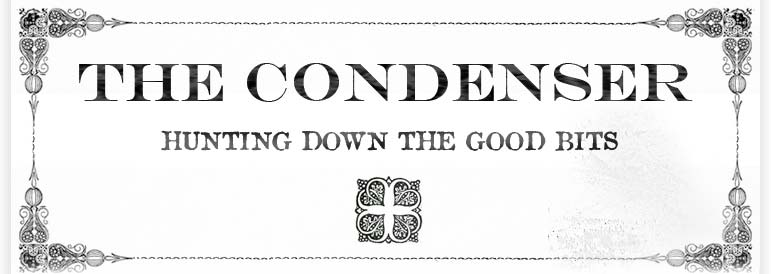 THE CONDENSER
HUNTING DOWN THE GOOD BITS